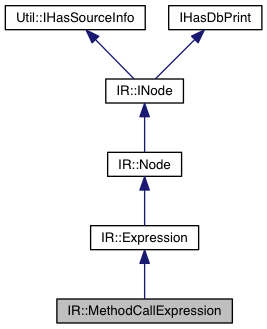 Util::IHasSourceInfo
IHasDbPrint
IR::INode
IR::Node
IR::Expression
IR::MethodCallExpression